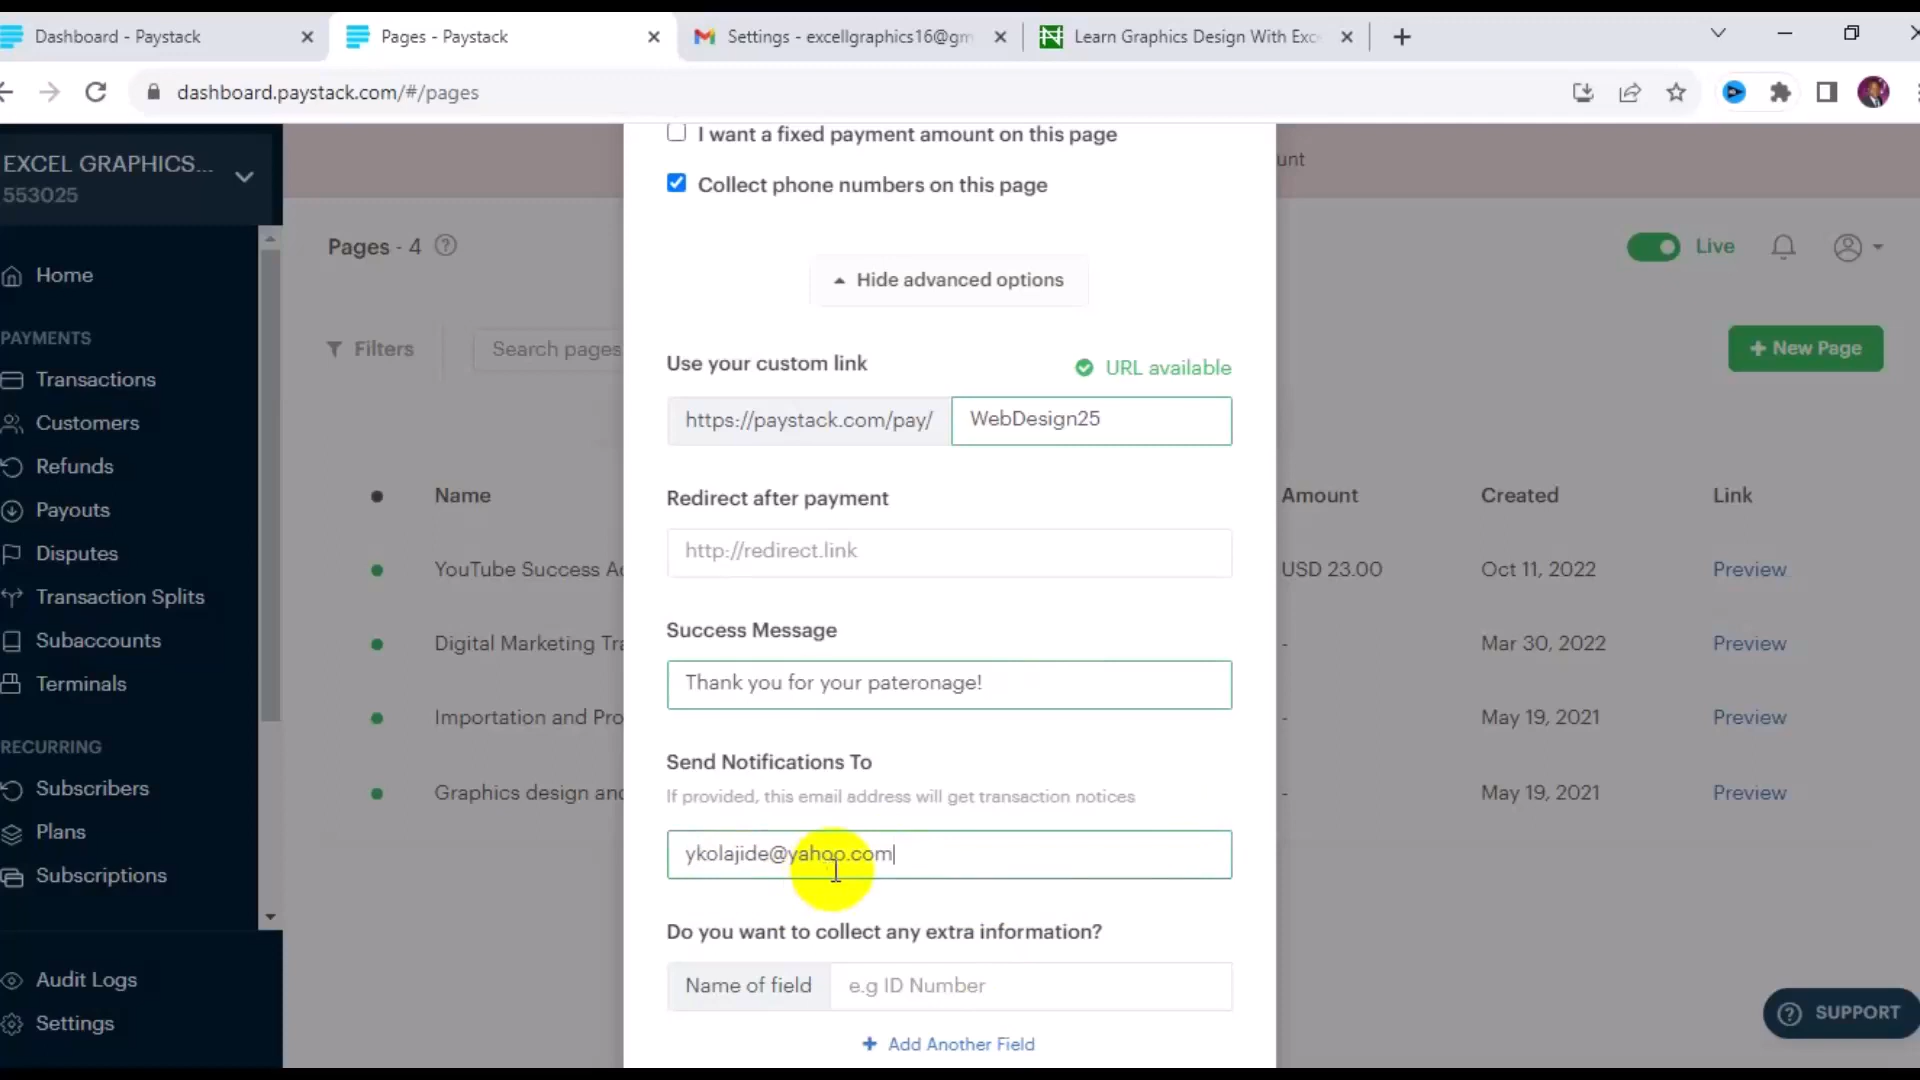 Dashboard - Paystack
Pages - Paystack
Settings - excellgraphics16@gm
Learn Graphics Design With Exc
dashboard.paystack.com/#/pages
EXCEL GRAPHICS...
553025
Home
PAYMENTS
Transactions
Customers
Refunds
Payouts
Disputes
Transaction Splits
Subaccounts
Terminals
RECURRING
Subscribers
Plans
Subscriptions
Audit Logs
Settings
unt
Pages - 4
Live
Filters
Search pages
+ New Page
Name
Amount
Created
Link
YouTube Success Ac
USD 23.00
Oct 11, 2022
Preview
Digital Marketing Tra
-
Mar 30, 2022
Preview
Importation and Pro
-
May 19, 2021
Preview
Graphics design and
-
May 19, 2021
Preview
I want a fixed payment amount on this page
Collect phone numbers on this page
Hide advanced options
Use your custom link
URL available
https://paystack.com/pay/
WebDesign25
Redirect after payment
http://redirect.link
Success Message
Thank you for your pateronage!
Send Notifications To
If provided, this email address will get transaction notices
ykolajide@yahoo.com
Do you want to collect any extra information?
Name of field
e.g ID Number
+ Add Another Field
SUPPORT